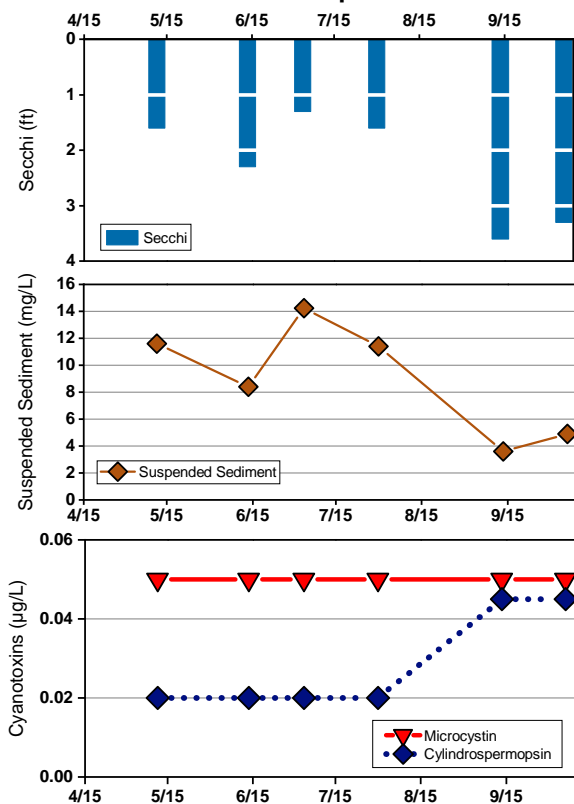 4/15 5/15 6/15 7/15 8/15 9/15
0
1
2
3
4
Secchi (ft)
Secchi
16
14
12
10
8
6
4
2
0
Suspended Sediment (mg/L)
Suspended Sediment
4/15 5/15 6/15 7/15 8/15 9/15
0.06
0.04
0.02
0.00
Cyanotoxins (µg/L)
Microcystin
Cylindrospermopsin
4/15 5/15 6/15 7/15 8/15 9/15